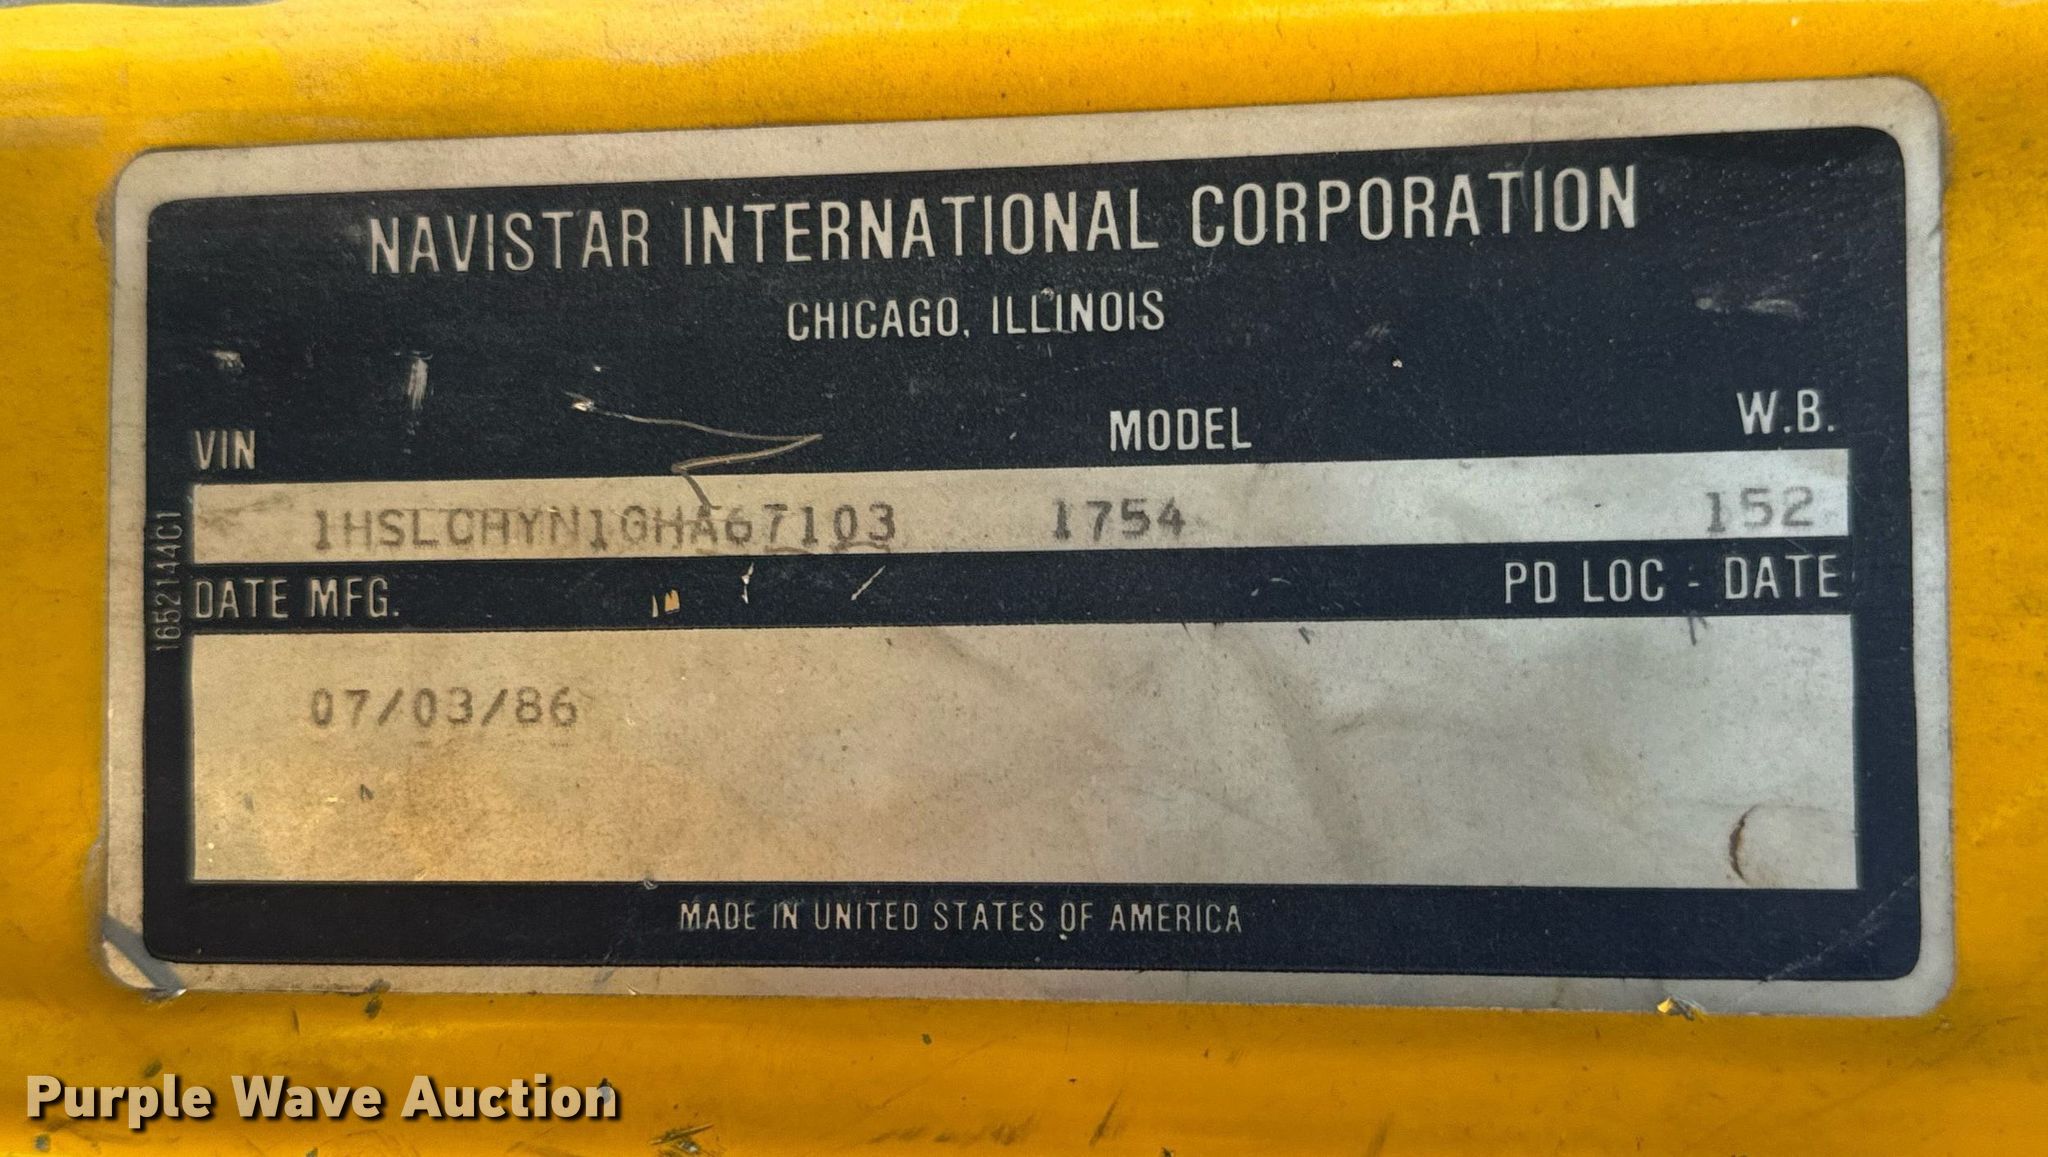 NAVISTAR INTERNATIONAL CORPORATION
CHICAGO, ILLINOIS
VIN MODEL W.B.
1HSLCHYN1GHA67103 1754 152
DATE MFG. PD LOC - DATE
07/03/86
MADE IN UNITED STATES OF AMERICA
1652144C1
Purple Wave Auction